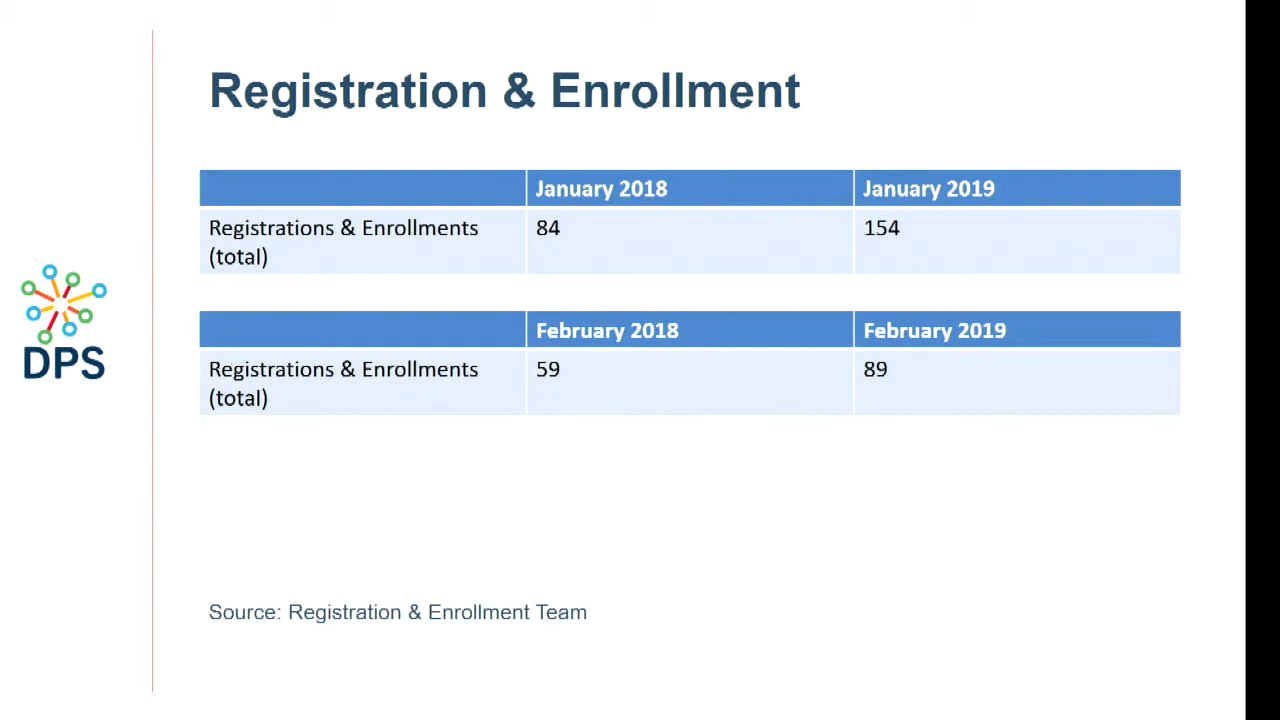 Registration & Enrollment
January 2018 January 2019
Registrations & Enrollments 84 154
(total)
February 2018 February 2019
Registrations & Enrollments 59 89
(total)
DPS
Source: Registration & Enrollment Team